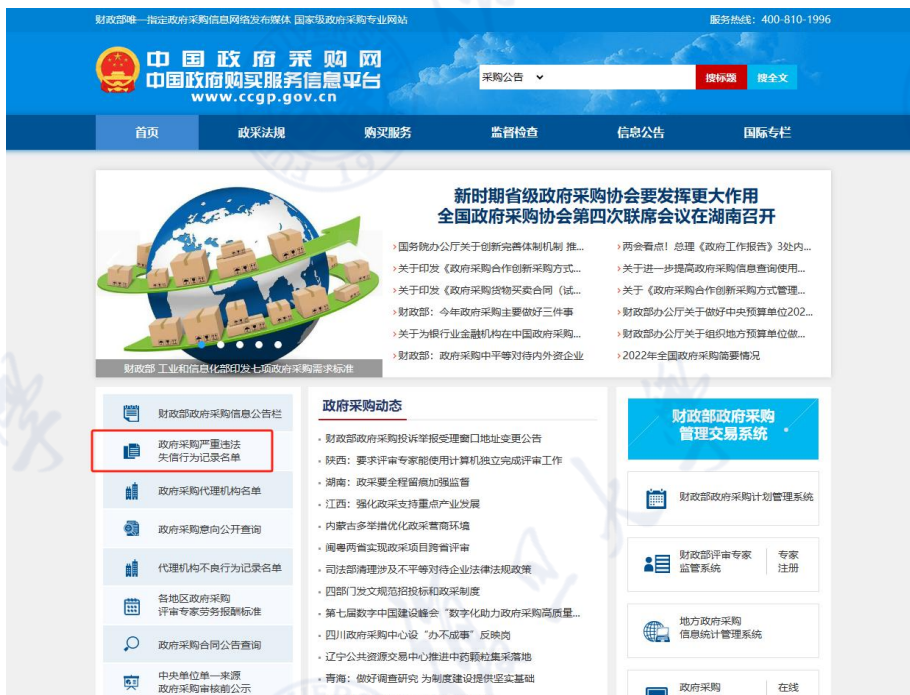 财政部唯一指定政府采购信息网络发布媒体 国家级政府采购专业网站
服务热线：400-810-1996
中国政府采购网
中国政府购买服务信息平台
www.ccgp.gov.cn
采购公告
搜标题
搜全文
首页
政采法规
购买服务
监督检查
信息公告
国际专栏
新时期省级政府采购协会要发挥更大作用
全国政府采购协会第四次联席会议在湖南召开
国务院办公厅关于创新完善体制机制 推...
两会看点！总理《政府工作报告》3处内...
关于印发《政府采购合作创新采购方式...
关于进一步提高政府采购信息查询使用...
关于印发《政府采购货物买卖合同（试...
关于《政府采购合作创新采购方式管理...
财政部：今年政府采购主要做好三件事
财政部办公厅关于做好中央预算单位202...
关于为银行业金融机构在中国政府采购...
财政部办公厅关于组织地方预算单位做...
财政部：政府采购中平等对待内外资企业
2022年全国政府采购简要情况
财政部 工业和信息化部印发七项政府采购需求标准
财政部政府采购信息公告栏
政府采购严重违法
失信行为记录名单
政府采购代理机构名单
政府采购意向公开查询
代理机构不良行为记录名单
各地区政府采购
评审专家劳务报酬标准
政府采购合同公告查询
中央单位单一来源
政府采购审核前公示
政府采购动态
财政部政府采购投诉举报受理窗口地址变更公告
陕西：要求评审专家能使用计算机独立完成评审工作
湖南：政采要全程留痕加强监督
江西：强化政采支持重点产业发展
内蒙古多举措优化政采营商环境
闽粤两省实现政采项目跨省评审
司法部清理涉及不平等对待企业法律法规政策
四部门发文规范招投标和政采制度
第七届数字中国建设峰会“数字化助力政府采购高质量...
四川政府采购中心设“办不成事”反映岗
辽宁公共资源交易中心推进中药颗粒集采落地
青海：做好调查研究 为制度建设提供坚实基础
财政部政府采购
管理交易系统
财政部政府采购计划管理系统
财政部评审专家
监管系统
专家
注册
地方政府采购
信息统计管理系统
政府采购
在线